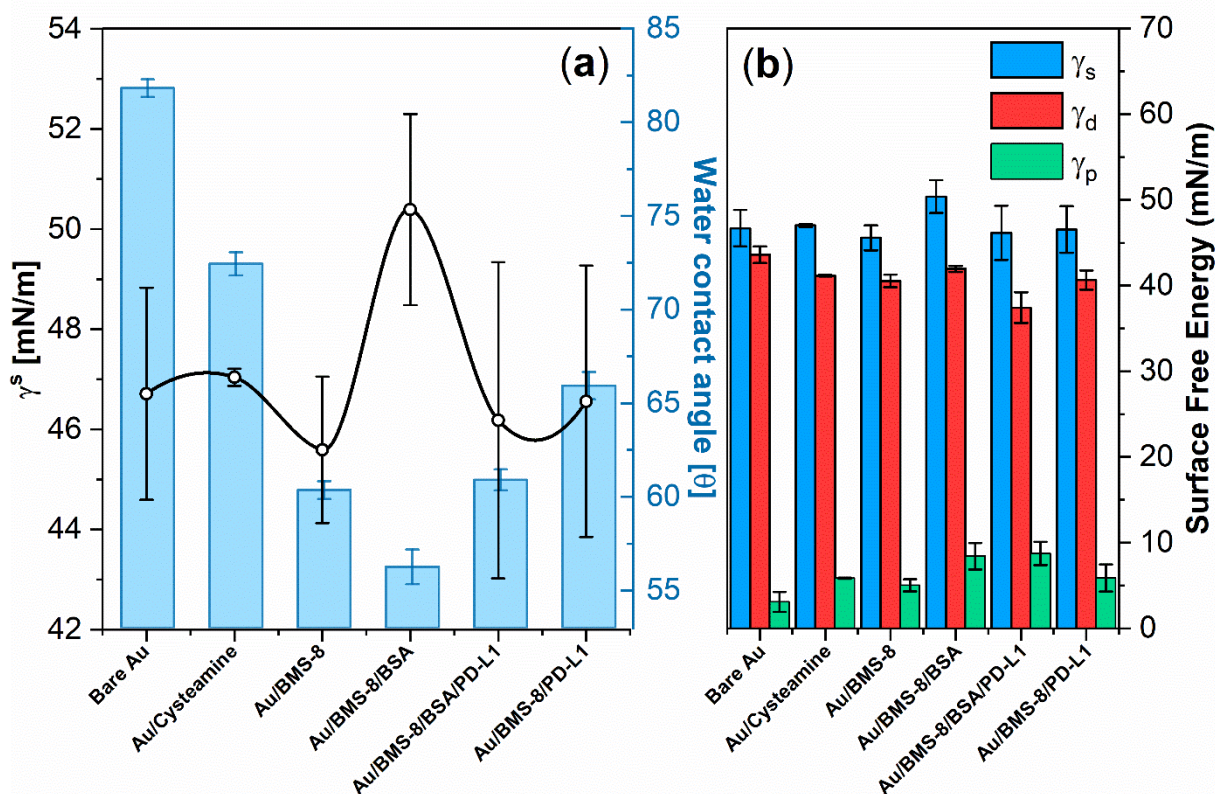 (a)
54
52
50
48
46
44
42
γˢ [mN/m]
85
80
75
70
65
60
55
Water contact angle [θ]
Bare Au
Au/Cysteamine
Au/BMS-8
Au/BMS-8/BSA
Au/BMS-8/BSA/PD-L1
Au/BMS-8/PD-L1
(b)
γₛ
γd
γₚ
70
60
50
40
30
20
10
0
Surface Free Energy (mN/m)
Bare Au
Au/Cysteamine
Au/BMS-8
Au/BMS-8/BSA
Au/BMS-8/BSA/PD-L1
Au/BMS-8/PD-L1